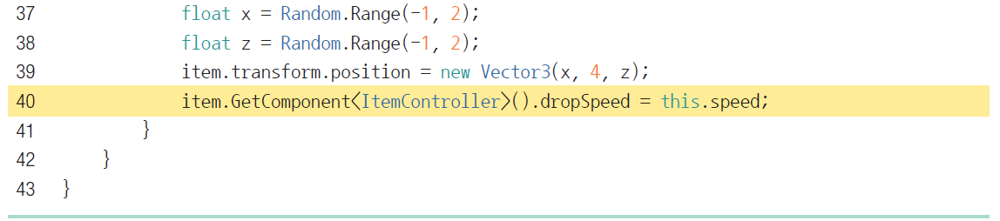 37 float x = Random.Range(-1, 2);
38 float z = Random.Range(-1, 2);
39 item.transform.position = new Vector3(x, 4, z);
40 item.GetComponent<ItemController>().dropSpeed = this.speed;
41 }
42 }
43 }